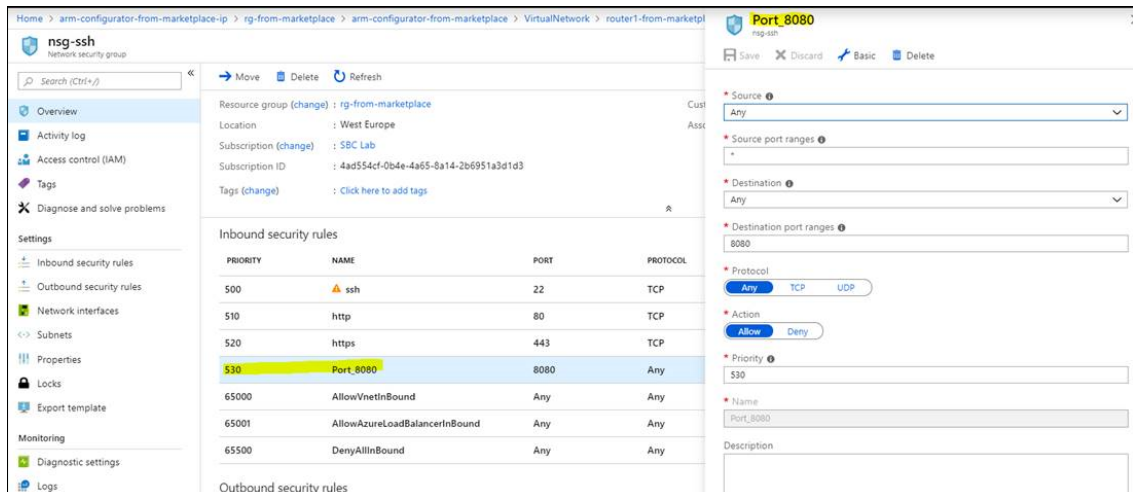 Home > arm-configurator-from-marketplace-ip > rg-from-marketplace > arm-configurator-from-marketplace > VirtualNetwork > router1-from-marketpl
nsg-ssh
Network security group
Search (Ctrl+/)
«
Overview
Activity log
Access control (IAM)
Tags
Diagnose and solve problems
Settings
Inbound security rules
Outbound security rules
Network interfaces
Subnets
Properties
Locks
Export template
Monitoring
Diagnostic settings
Logs
Move Delete Refresh
Resource group (change) : rg-from-marketplace Cust
Location : West Europe Asso
Subscription (change) : SBC Lab
Subscription ID : 4ad554cf-0b4e-4a65-8a14-2b6951a3d1d3
Tags (change) : Click here to add tags
Inbound security rules
PRIORITY NAME PORT PROTOCOL
500 ssh 22 TCP
510 http 80 TCP
520 https 443 TCP
530 Port_8080 8080 Any
65000 AllowVnetInBound Any Any
65001 AllowAzureLoadBalancerInBound Any Any
65500 DenyAllInBound Any Any
Outbound security rules
Port_8080
nsg-ssh
Save Discard Basic Delete
* Source
Any
* Source port ranges
*
* Destination
Any
* Destination port ranges
8080
* Protocol
Any TCP UDP
* Action
Allow Deny
* Priority
530
* Name
Port_8080
Description